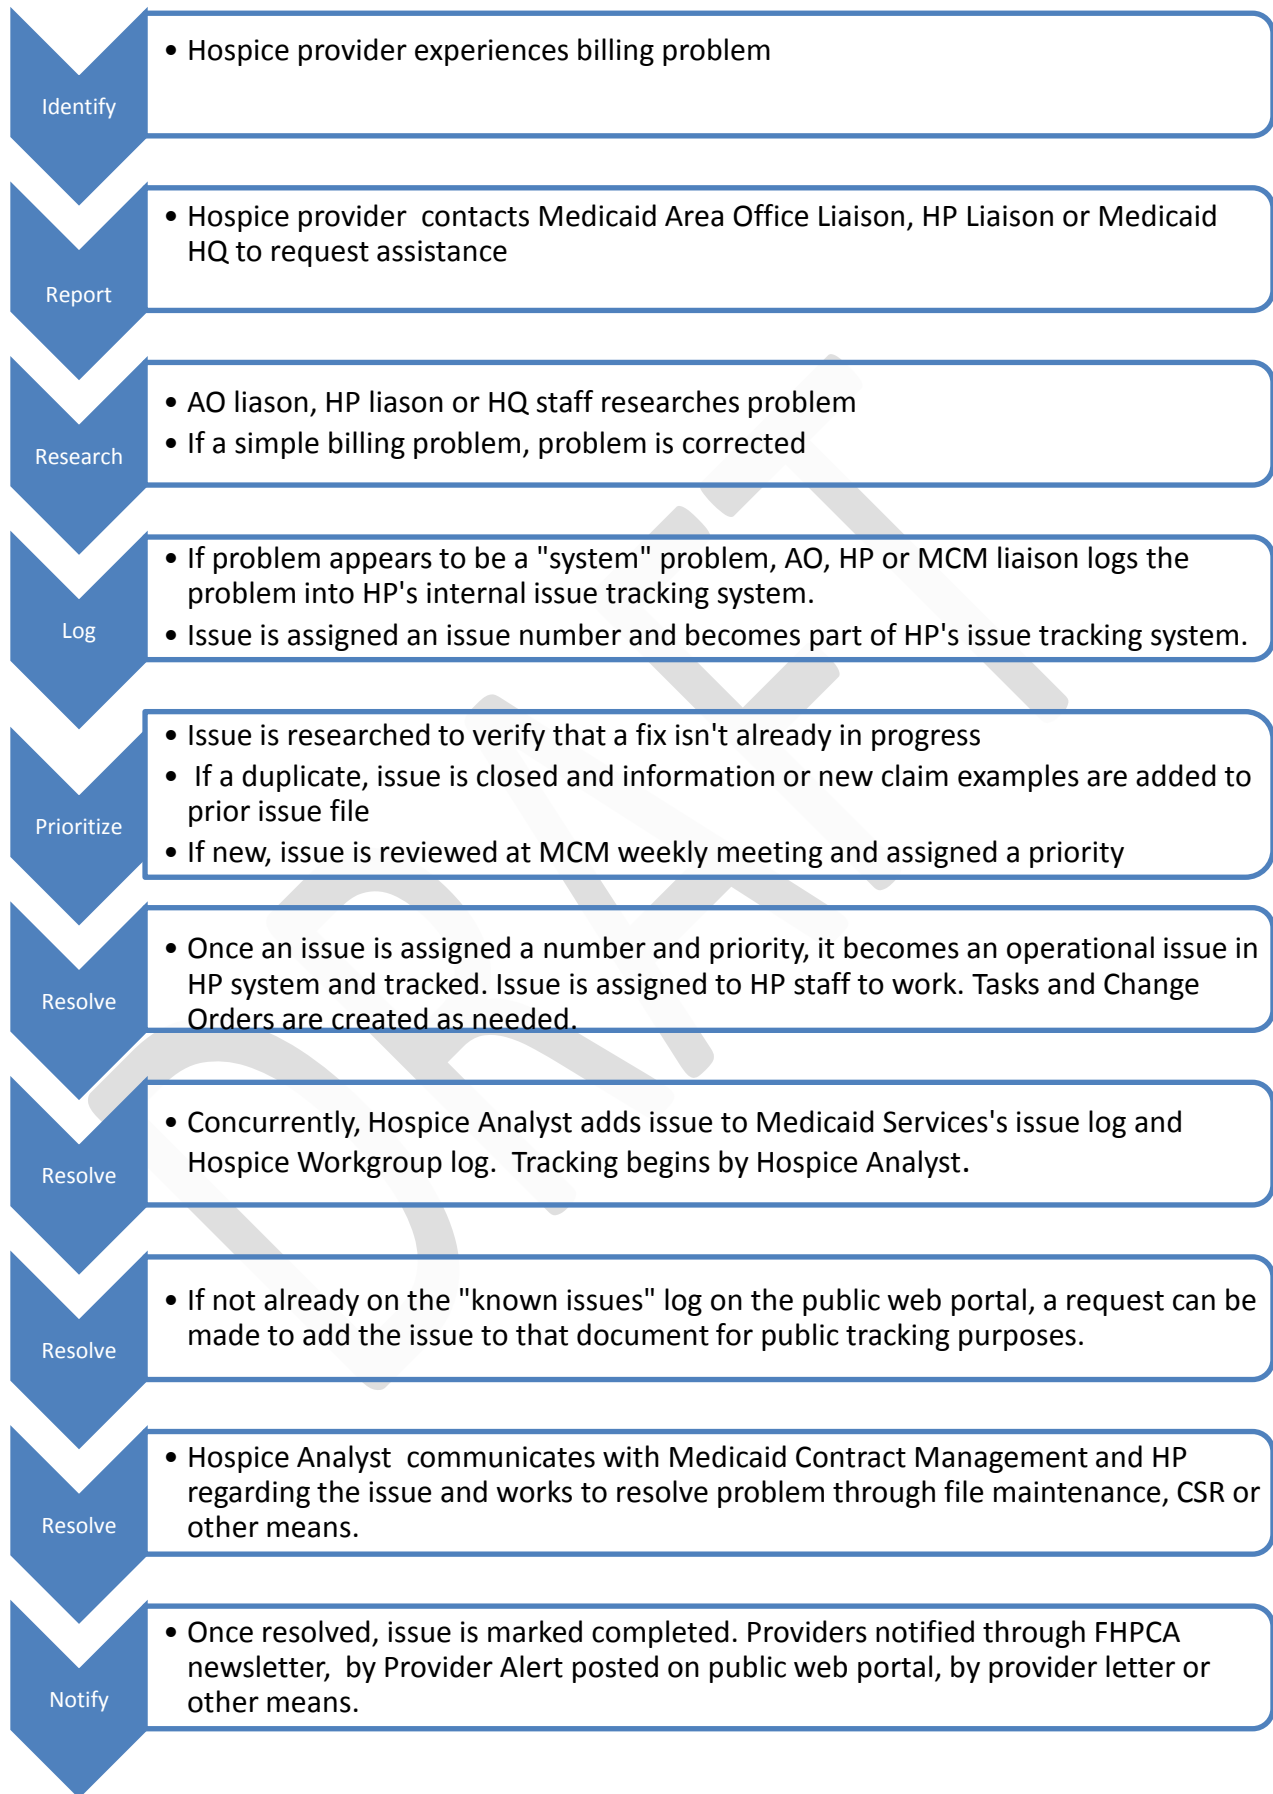 Identify
• Hospice provider experiences billing problem
Report
• Hospice provider  contacts Medicaid Area Office Liaison, HP Liaison or Medicaid
HQ to request assistance
Research
• AO liason, HP liason or HQ staff researches problem
• If a simple billing problem, problem is corrected
Log
• If problem appears to be a "system" problem, AO, HP or MCM liaison logs the
problem into HP's internal issue tracking system.
• Issue is assigned an issue number and becomes part of HP's issue tracking system.
Prioritize
• Issue is researched to verify that a fix isn't already in progress
•  If a duplicate, issue is closed and information or new claim examples are added to
prior issue file
• If new, issue is reviewed at MCM weekly meeting and assigned a priority
Resolve
• Once an issue is assigned a number and priority, it becomes an operational issue in
HP system and tracked. Issue is assigned to HP staff to work. Tasks and Change
Orders are created as needed.
Resolve
• Concurrently, Hospice Analyst adds issue to Medicaid Services's issue log and
Hospice Workgroup log.  Tracking begins by Hospice Analyst.
Resolve
• If not already on the "known issues" log on the public web portal, a request can be
made to add the issue to that document for public tracking purposes.
Resolve
• Hospice Analyst  communicates with Medicaid Contract Management and HP
regarding the issue and works to resolve problem through file maintenance, CSR or
other means.
Notify
• Once resolved, issue is marked completed. Providers notified through FHPCA
newsletter,  by Provider Alert posted on public web portal, by provider letter or
other means.
DRAFT